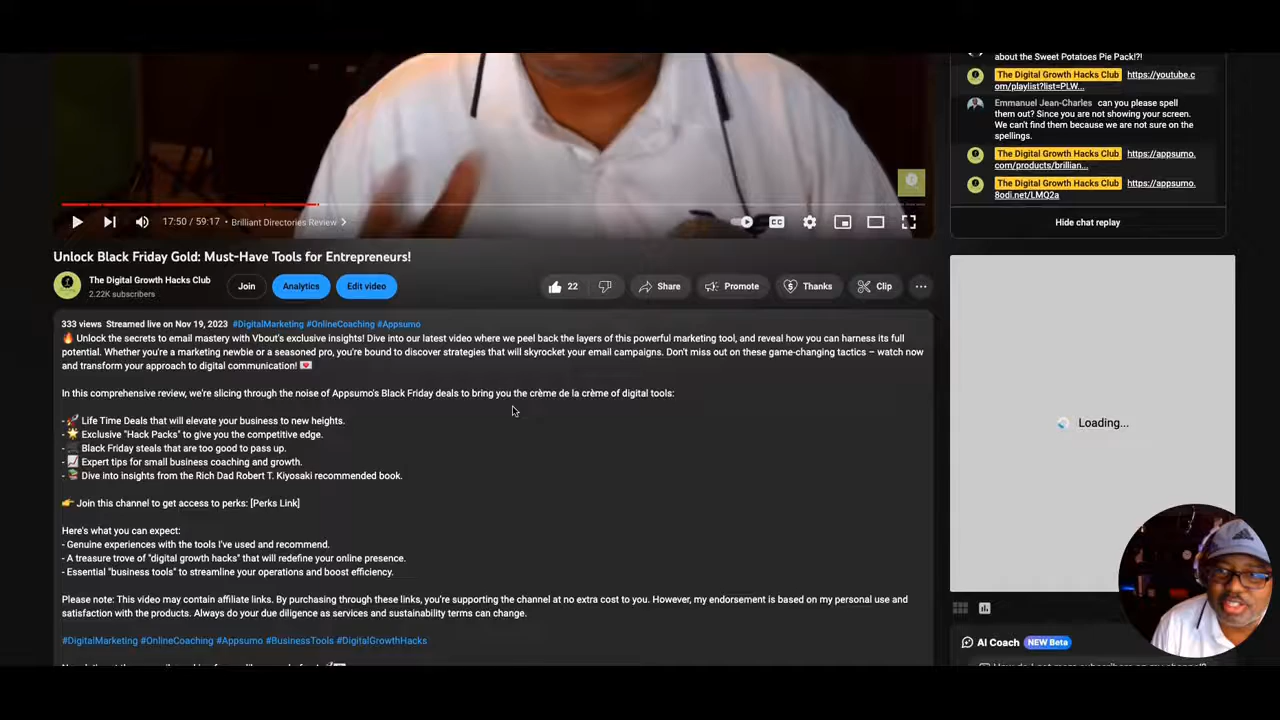 about the Sweet Potatoes Pie Pack!?!
The Digital Growth Hacks Club https://youtube.c
om/playlist?list=PLW...
Emmanuel Jean-Charles can you please spell
them out? Since you are not showing your screen.
We can't find them because we are not sure on the
spellings.
The Digital Growth Hacks Club https://appsumo.
com/products/brillian...
The Digital Growth Hacks Club https://appsumo.
8odi.net/LMQ2a
Hide chat replay
17:50 / 59:17 • Brilliant Directories Review
CC
Unlock Black Friday Gold: Must-Have Tools for Entrepreneurs!
The Digital Growth Hacks Club
2.22K subscribers
Join
Analytics
Edit video
22
Share
Promote
Thanks
Clip
333 views Streamed live on Nov 19, 2023 #DigitalMarketing #OnlineCoaching #Appsumo
🔥 Unlock the secrets to email mastery with Vbout's exclusive insights! Dive into our latest video where we peel back the layers of this powerful marketing tool, and reveal how you can harness its full
potential. Whether you're a marketing newbie or a seasoned pro, you're bound to discover strategies that will skyrocket your email campaigns. Don't miss out on these game-changing tactics – watch now
and transform your approach to digital communication! 💌
In this comprehensive review, we're slicing through the noise of Appsumo's Black Friday deals to bring you the crème de la crème of digital tools:
- 🚀 Life Time Deals that will elevate your business to new heights.
- 🌟 Exclusive "Hack Packs" to give you the competitive edge.
- Black Friday steals that are too good to pass up.
- 📈 Expert tips for small business coaching and growth.
- 📚 Dive into insights from the Rich Dad Robert T. Kiyosaki recommended book.
👉 Join this channel to get access to perks: [Perks Link]
Here's what you can expect:
- Genuine experiences with the tools I've used and recommend.
- A treasure trove of "digital growth hacks" that will redefine your online presence.
- Essential "business tools" to streamline your operations and boost efficiency.
Please note: This video may contain affiliate links. By purchasing through these links, you're supporting the channel at no extra cost to you. However, my endorsement is based on my personal use and
satisfaction with the products. Always do your due diligence as services and sustainability terms can change.
#DigitalMarketing #OnlineCoaching #Appsumo #BusinessTools #DigitalGrowthHacks
Loading...
AI Coach NEW Beta